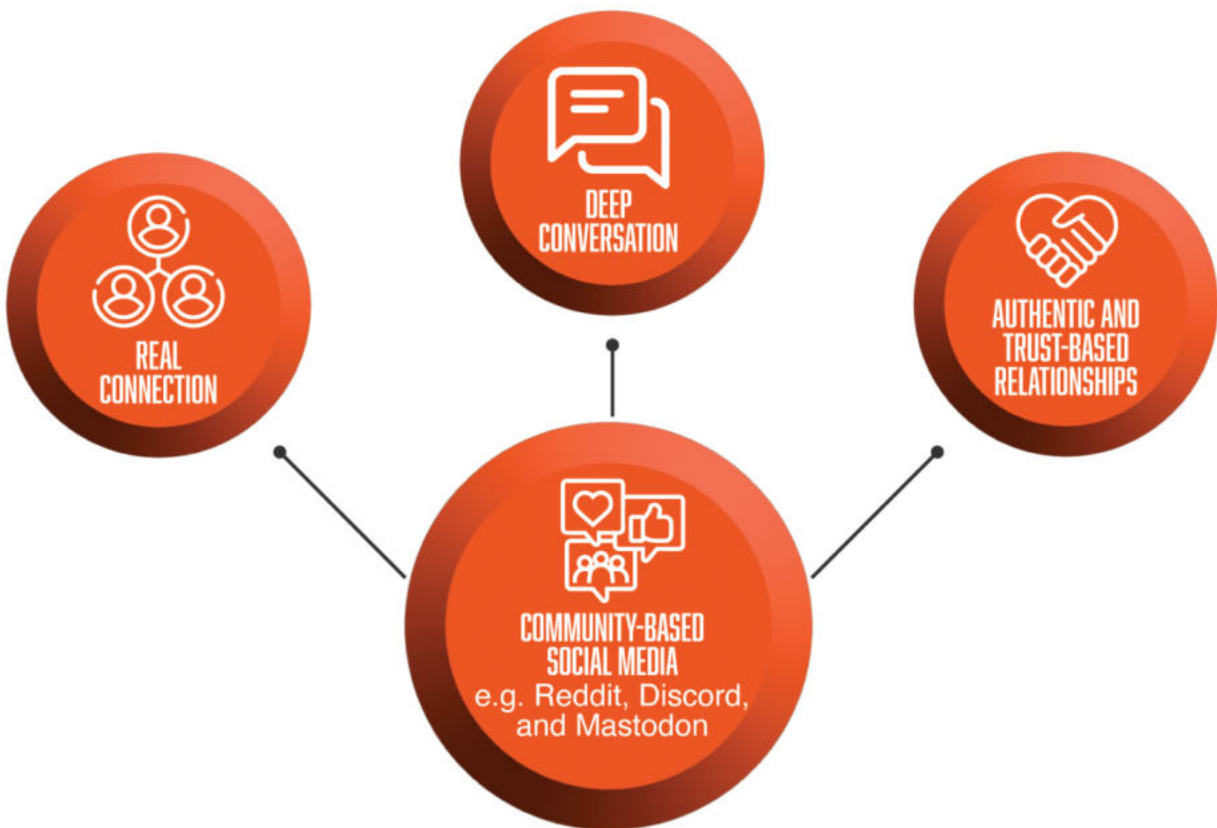 DEEP
CONVERSATION
REAL
CONNECTION
AUTHENTIC AND
TRUST-BASED
RELATIONSHIPS
COMMUNITY-BASED
SOCIAL MEDIA
e.g. Reddit, Discord,
and Mastodon